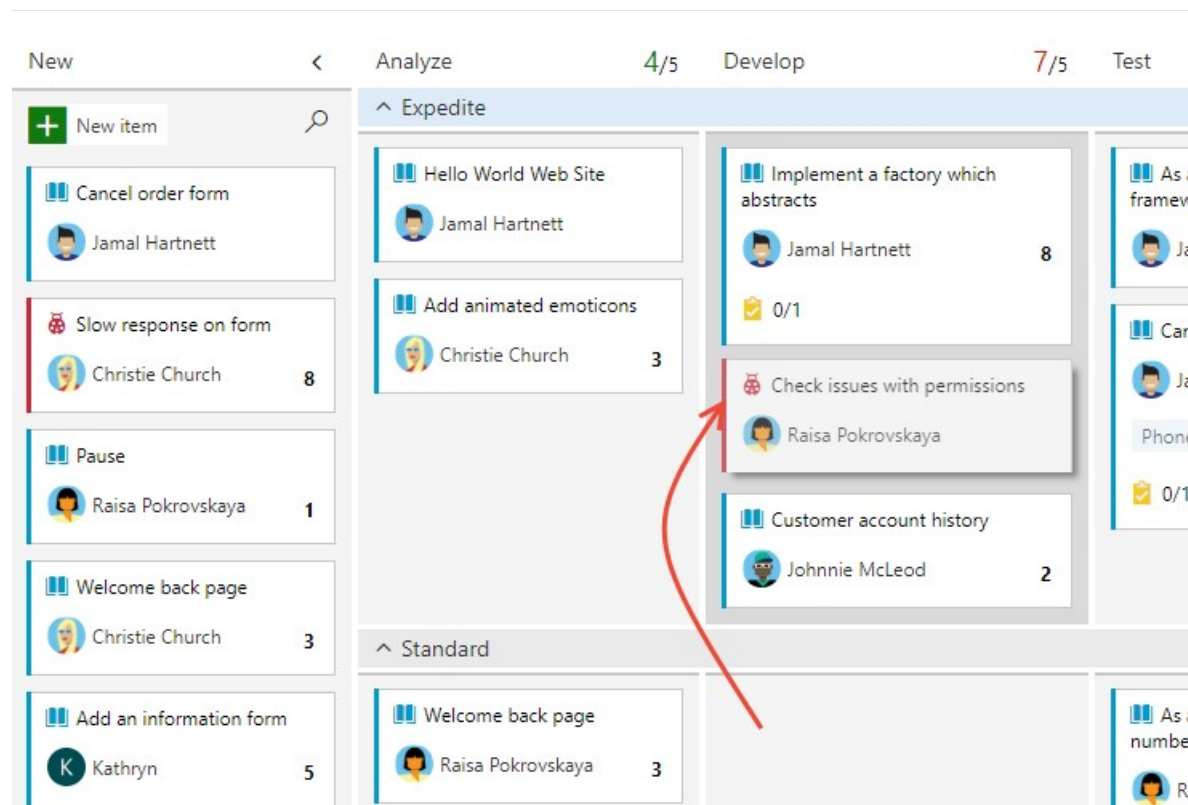 New
<
Analyze
4/5
Develop
7/5
Test
New item
Cancel order form
Jamal Hartnett
Slow response on form
Christie Church
8
Pause
Raisa Pokrovskaya
1
Welcome back page
Christie Church
3
Add an information form
K
Kathryn
5
Expedite
Hello World Web Site
Jamal Hartnett
Add animated emoticons
Christie Church
3
Implement a factory which
abstracts
Jamal Hartnett
8
0/1
Check issues with permissions
Raisa Pokrovskaya
Customer account history
Johnnie McLeod
2
As
0/1
Standard
Welcome back page
Raisa Pokrovskaya
3
As